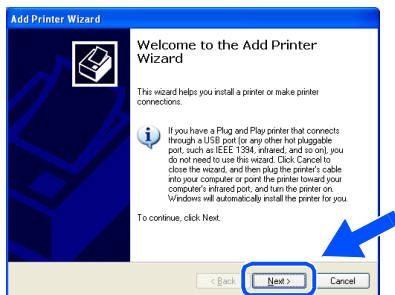 Add Printer Wizard
Welcome to the Add Printer
Wizard
This wizard helps you install a printer or make printer
connections.
If you have a Plug and Play printer that connects
through a USB port (or any other hot pluggable
port, such as IEEE 1394, infrared, and so on), you
do not need to use this wizard. Click Cancel to
close the wizard, and then plug the printer's cable
into your computer or point the printer toward your
computer's infrared port, and turn the printer on.
Windows will automatically install the printer for you.
To continue, click Next.
< Back
Next >
Cancel